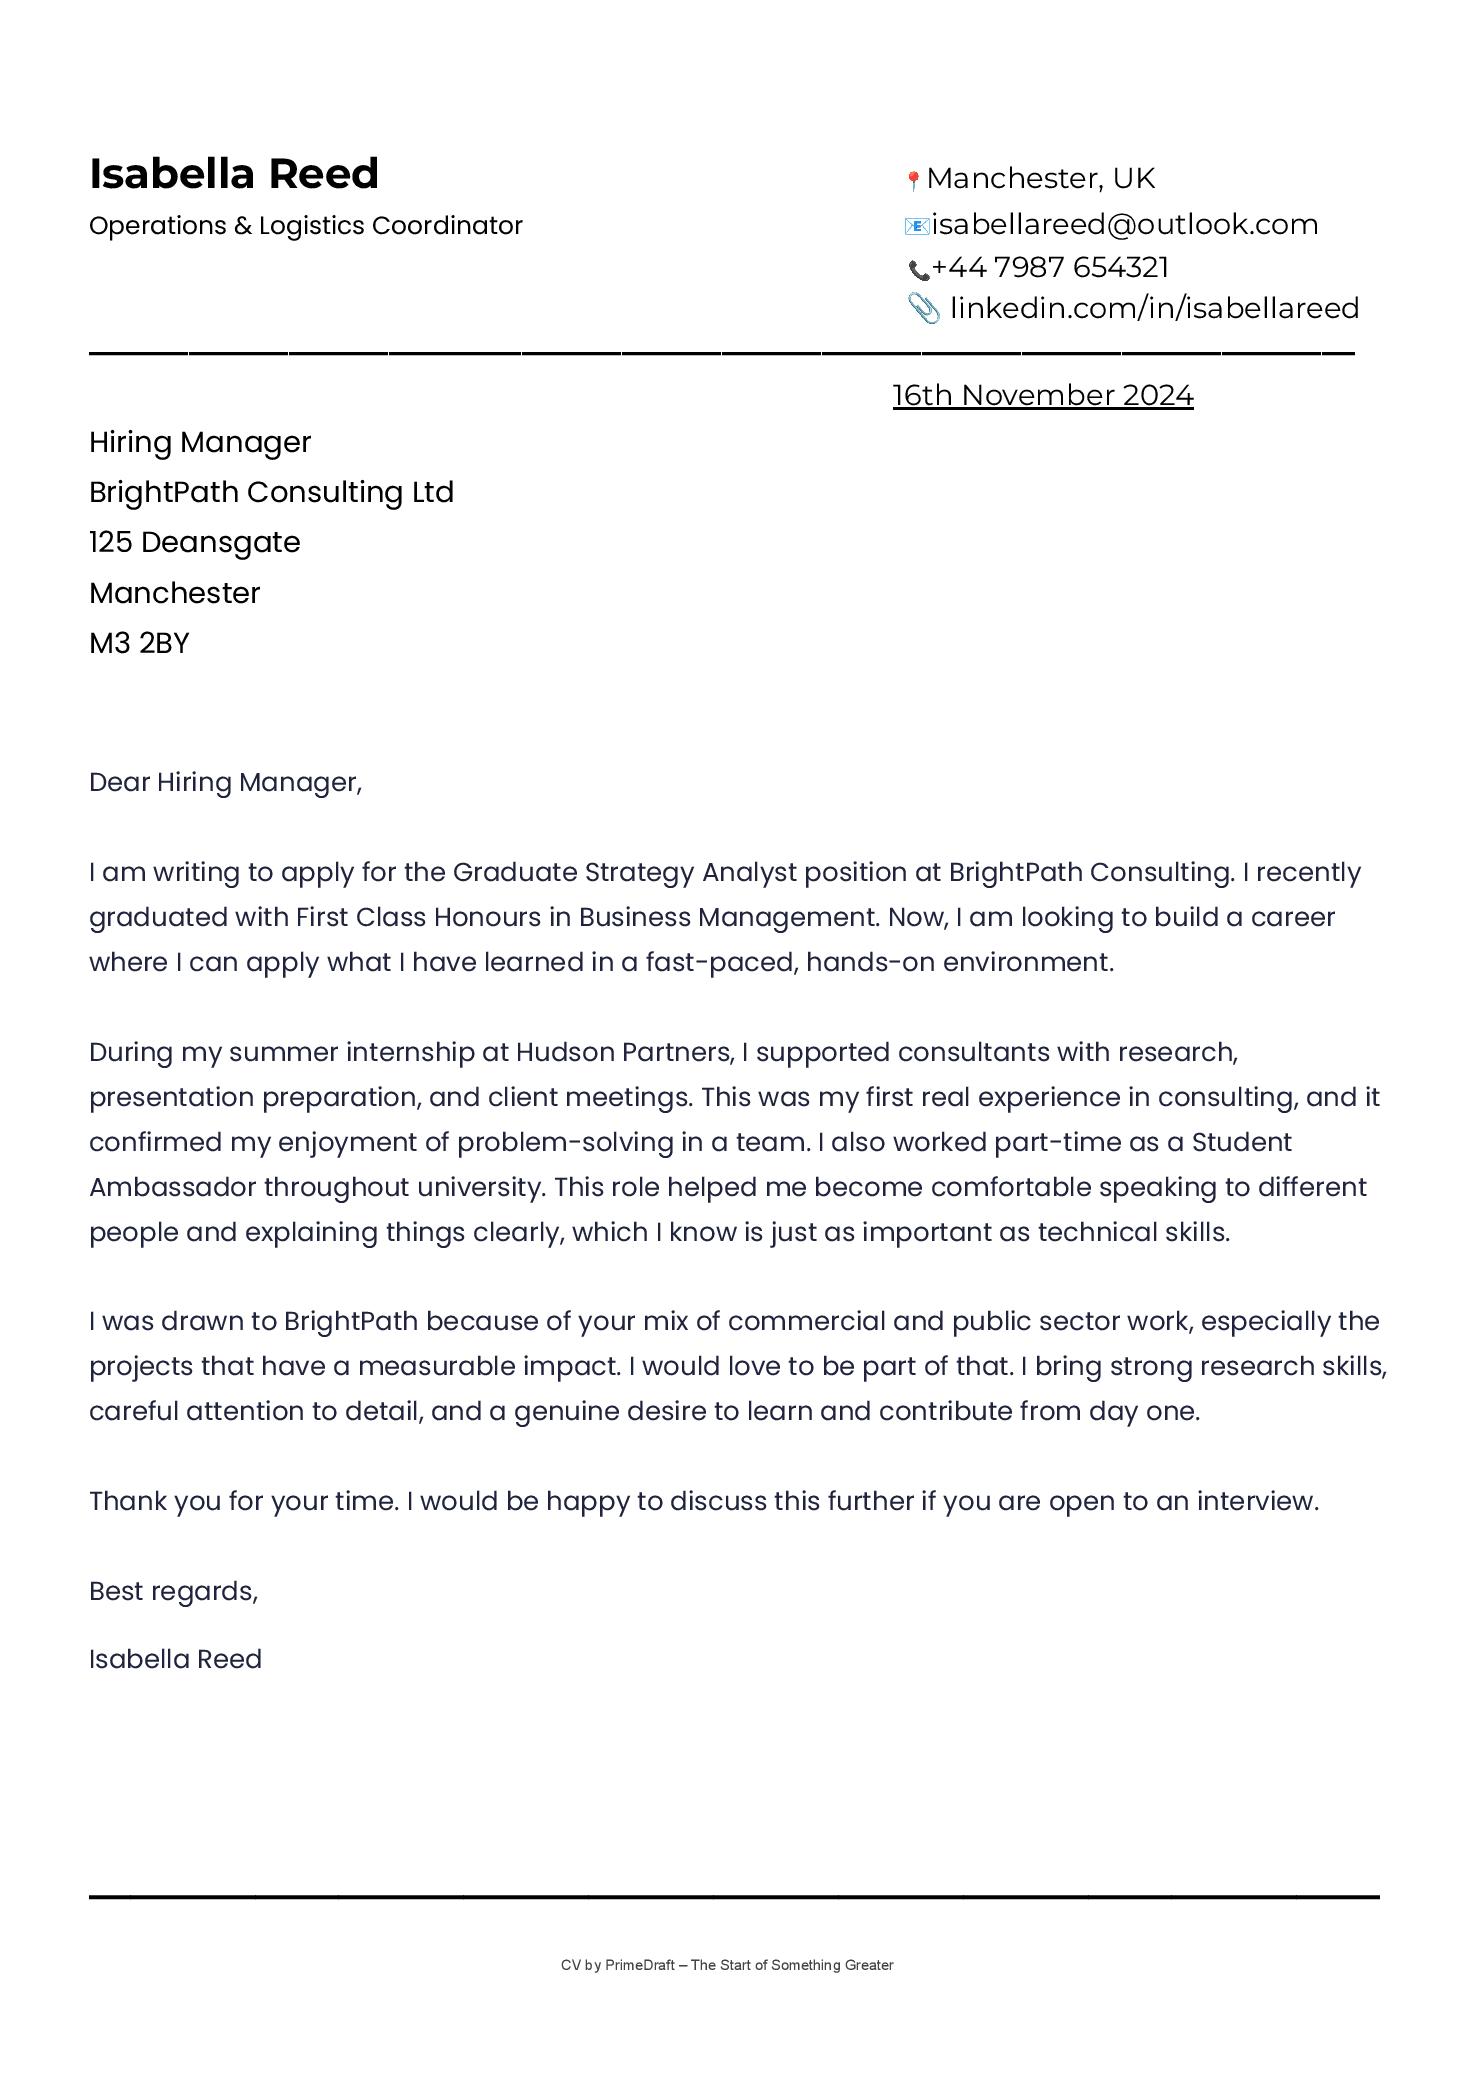 Isabella Reed
Operations & Logistics Coordinator
📍Manchester, UK
📧isabellareed@outlook.com
📞+44 7987 654321
📎 linkedin.com/in/isabellareed
16th November 2024
Hiring Manager
BrightPath Consulting Ltd
125 Deansgate
Manchester
M3 2BY
Dear Hiring Manager,
I am writing to apply for the Graduate Strategy Analyst position at BrightPath Consulting. I recently
graduated with First Class Honours in Business Management. Now, I am looking to build a career
where I can apply what I have learned in a fast-paced, hands-on environment.
During my summer internship at Hudson Partners, I supported consultants with research,
presentation preparation, and client meetings. This was my first real experience in consulting, and it
confirmed my enjoyment of problem-solving in a team. I also worked part-time as a Student
Ambassador throughout university. This role helped me become comfortable speaking to different
people and explaining things clearly, which I know is just as important as technical skills.
I was drawn to BrightPath because of your mix of commercial and public sector work, especially the
projects that have a measurable impact. I would love to be part of that. I bring strong research skills,
careful attention to detail, and a genuine desire to learn and contribute from day one.
Thank you for your time. I would be happy to discuss this further if you are open to an interview.
Best regards,
Isabella Reed
CV by PrimeDraft – The Start of Something Greater